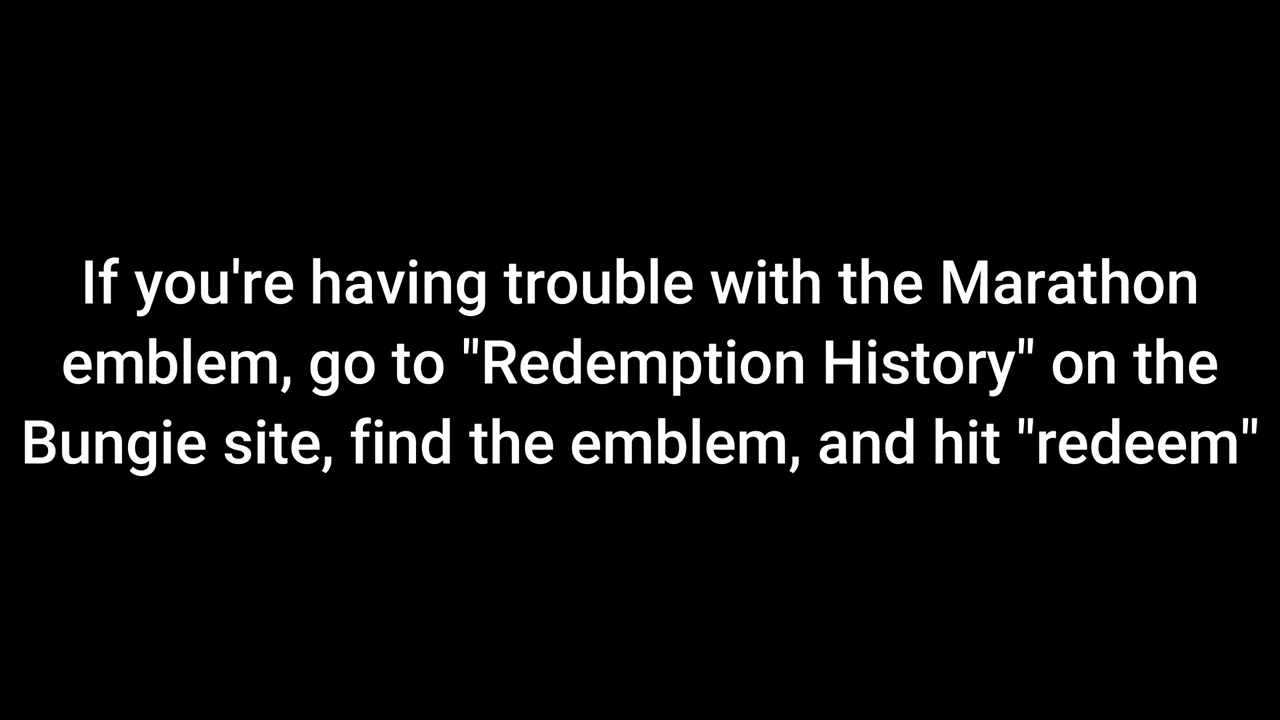 If you're having trouble with the Marathon
emblem, go to "Redemption History" on the
Bungie site, find the emblem, and hit "redeem"